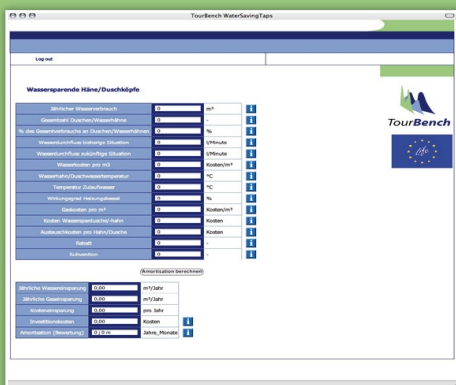 TourBench WaterSavingTaps
Log out
Wassersparende Häne/Duschköpfe
Jährlicher Wasserverbrauch 0 m³ i
Gesamtzahl Duschen/Wasserhähne 0 - i
% des Gesamtverbrauchs an Duschen/Wasserhähnen 0 % i
Wasserdurchfluss bisherige Situation 0 l/Minute i
Wasserdurchfluss zukünftige Situation 0 l/Minute i
Wasserkosten pro m3 0 Kosten/m³ i
Wasserhahn/Duschwassertemperatur 0 °C i
Temperatur Zulaufwasser 0 °C i
Wirkungsgrad Heizungskessel 0 % i
Gaskosten pro m³ 0 Kosten/m³ i
Kosten Wasserspardusche/-hahn 0 Kosten i
Austauschkosten pro Hahn/Dusche 0 Kosten i
Rabatt 0 - i
Subvention 0 - i
Amortisation berechnen
Jährliche Wassereinsparung 0,00 m³/Jahr
Jährliche Gaseinsparung 0,00 m³/Jahr
Kosteneinsparung 0,00 pro Jahr
Investitionskosten 0,00 Kosten i
Amortisation (Bewertung) 0 j 0 m Jahre_Monate i
TourBench
life